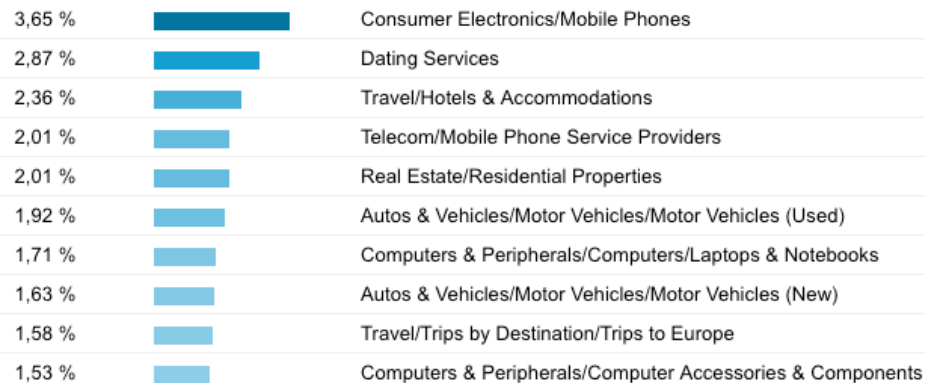 3,65 % Consumer Electronics/Mobile Phones
2,87 % Dating Services
2,36 % Travel/Hotels & Accommodations
2,01 % Telecom/Mobile Phone Service Providers
2,01 % Real Estate/Residential Properties
1,92 % Autos & Vehicles/Motor Vehicles/Motor Vehicles (Used)
1,71 % Computers & Peripherals/Computers/Laptops & Notebooks
1,63 % Autos & Vehicles/Motor Vehicles/Motor Vehicles (New)
1,58 % Travel/Trips by Destination/Trips to Europe
1,53 % Computers & Peripherals/Computer Accessories & Components